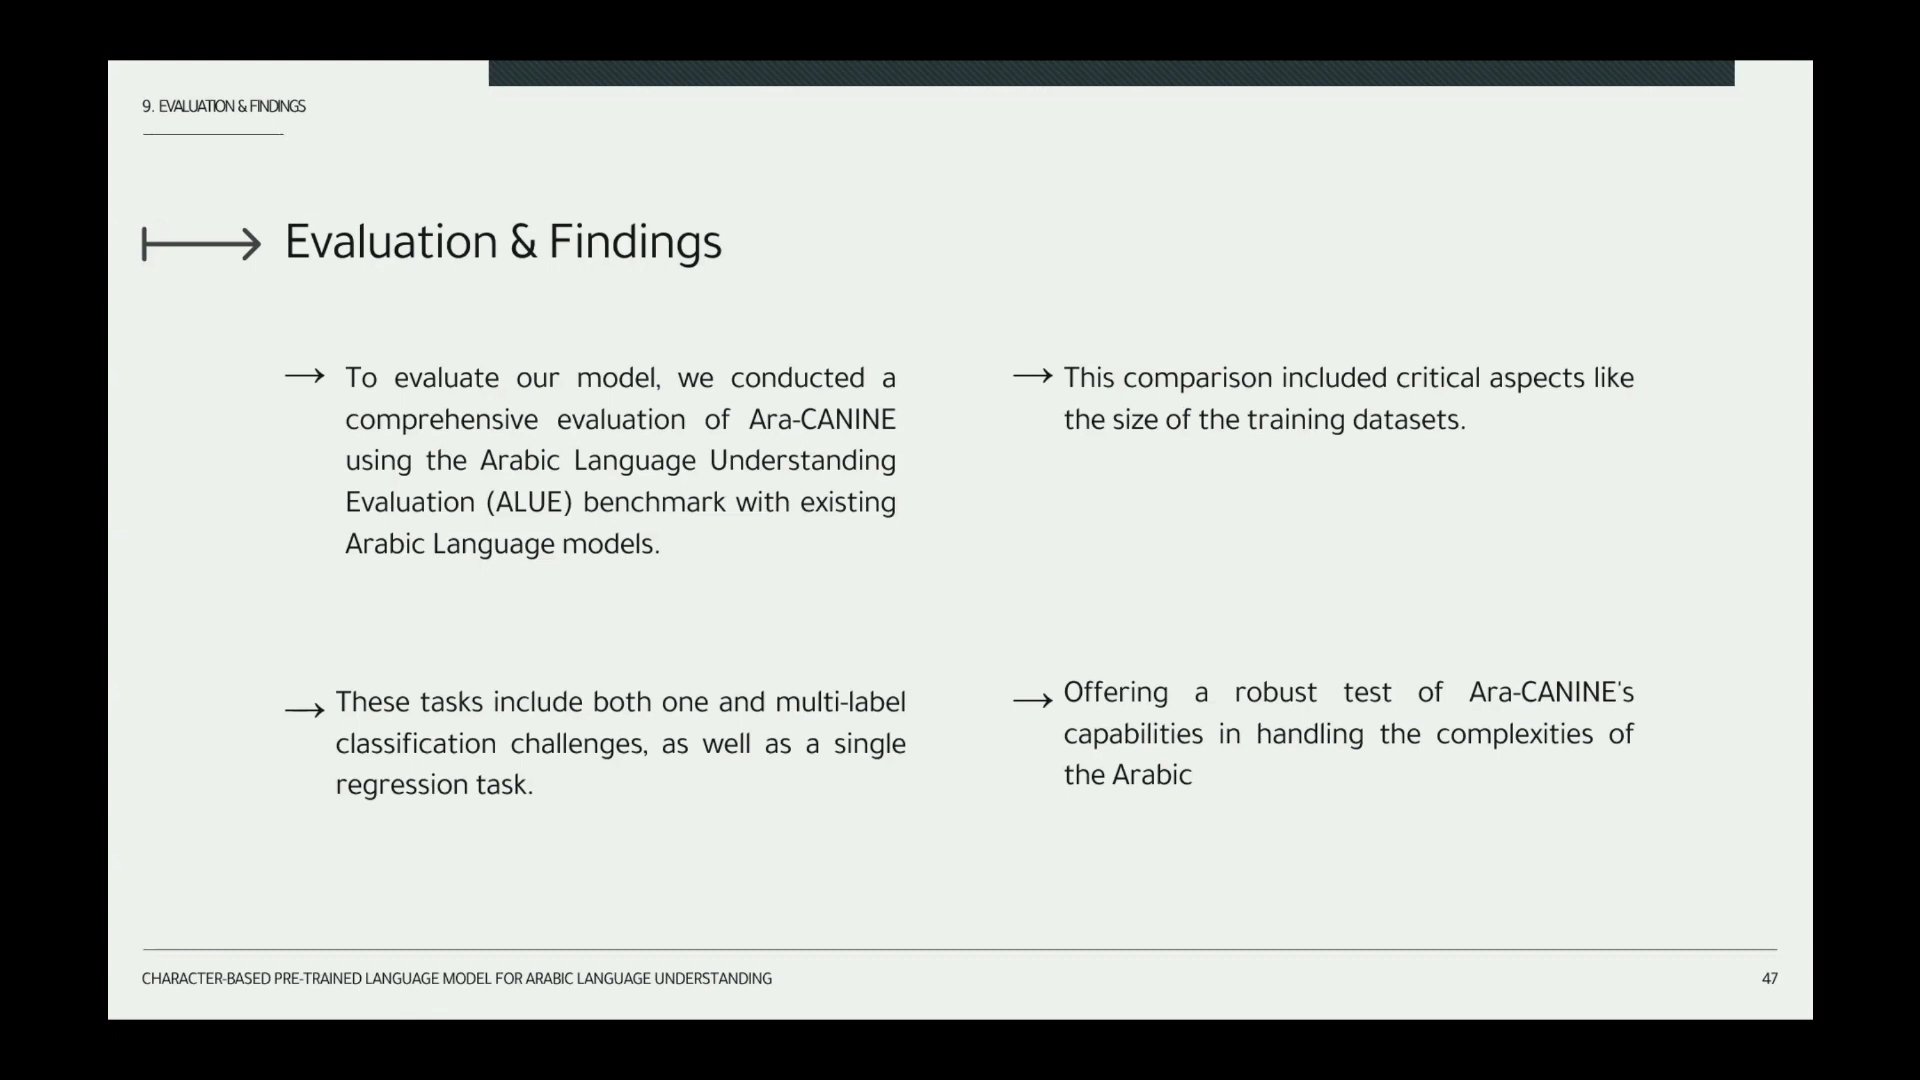 9. EVALUATION & FINDINGS
Evaluation & Findings
To evaluate our model, we conducted a
comprehensive evaluation of Ara-CANINE
using the Arabic Language Understanding
Evaluation (ALUE) benchmark with existing
Arabic Language models.
These tasks include both one and multi-label
classification challenges, as well as a single
regression task.
This comparison included critical aspects like
the size of the training datasets.
Offering a robust test of Ara-CANINE's
capabilities in handling the complexities of
the Arabic
CHARACTER-BASED PRE-TRAINED LANGUAGE MODEL FOR ARABIC LANGUAGE UNDERSTANDING
47